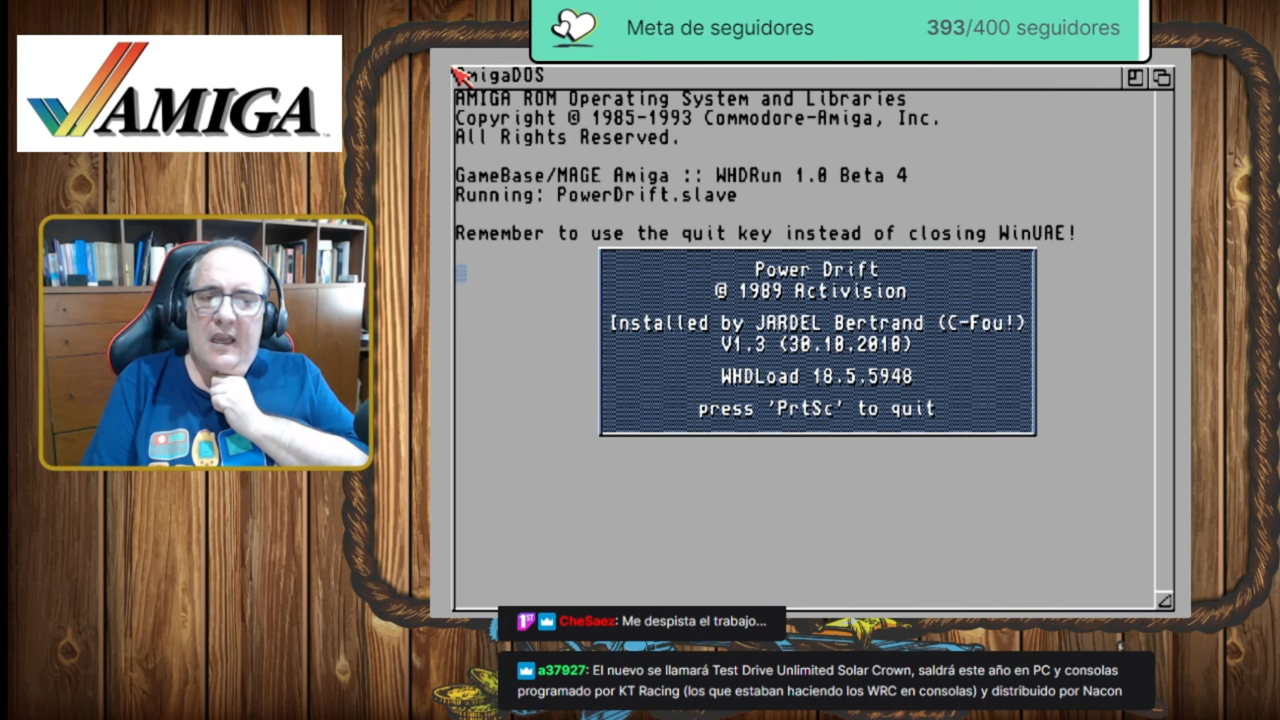 Meta de seguidores 393/400 seguidores
AMIGA
AmigaDOS
AMIGA ROM Operating System and Libraries
Copyright © 1985-1993 Commodore-Amiga, Inc.
All Rights Reserved.
GameBase/MAGE Amiga :: WHDRun 1.0 Beta 4
Running: PowerDrift.slave
Remember to use the quit key instead of closing WinUAE!
Power Drift
@ 1989 Activision
Installed by JARDEL Bertrand (C-Fou!)
V1.3 (30.10.2010)
WHDLoad 18.5.5948
press 'PrtSc' to quit
1ST CheSaez: Me despista el trabajo...
a37927: El nuevo se llamará Test Drive Unlimited Solar Crown, saldrá este año en PC y consolas
programado por KT Racing (los que estaban haciendo los WRC en consolas) y distribuido por Nacon